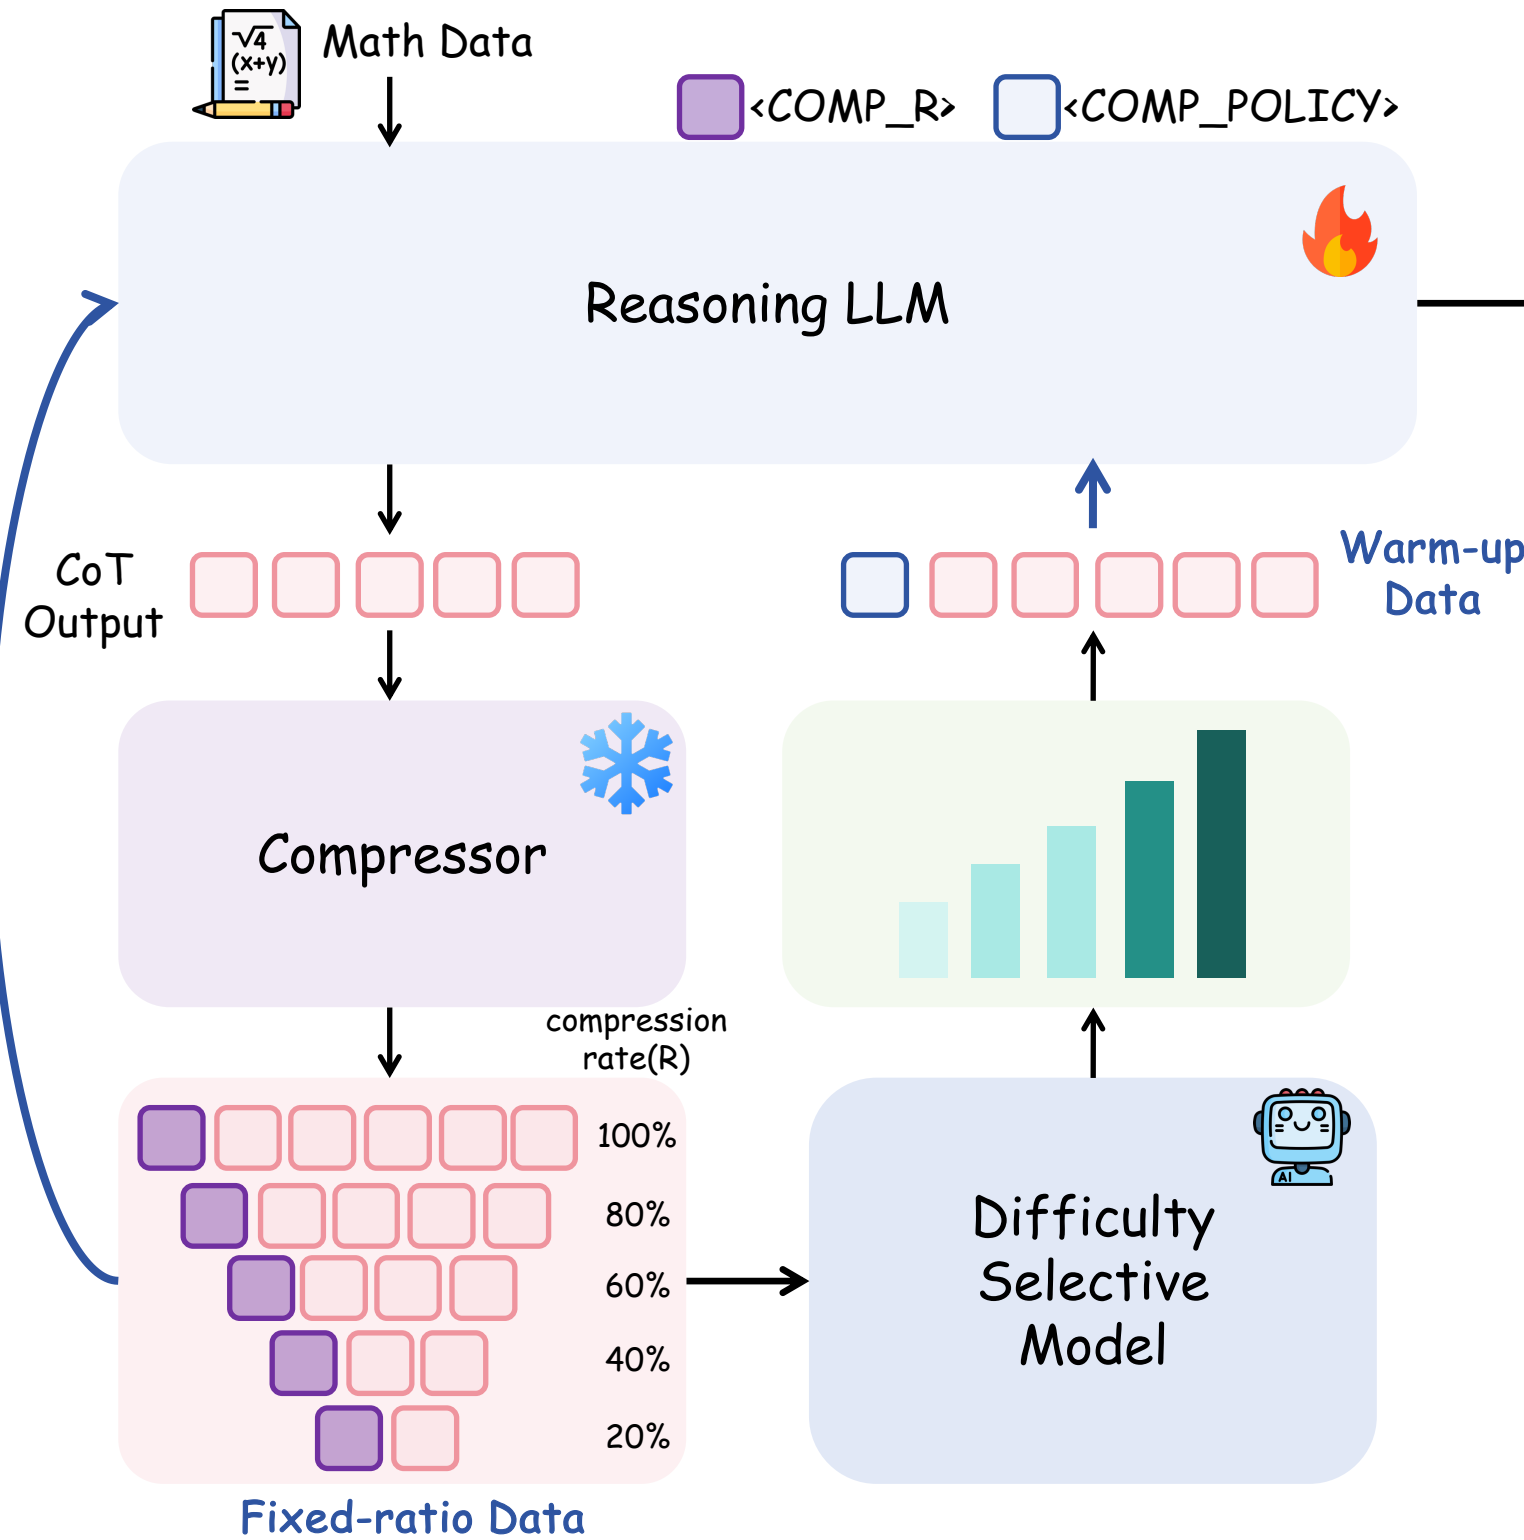 √4
(x+y)
=
Math Data
<COMP_R>
<COMP_POLICY>
Reasoning LLM
CoT
Output
Warm-up
Data
Compressor
compression
rate(R)
100%
80%
60%
40%
20%
Fixed-ratio Data
AI
Difficulty
Selective
Model